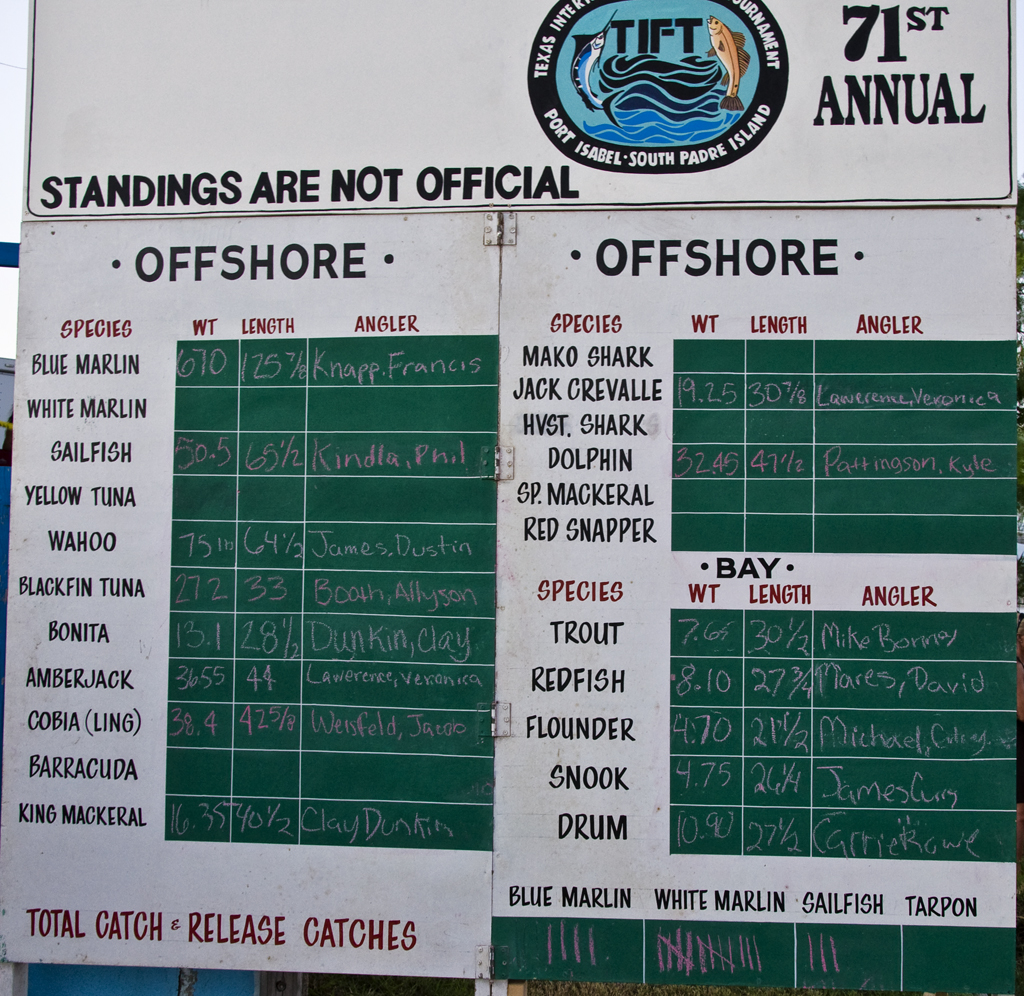 TEXAS INTER TOURNAMENT
TIFT
PORT ISABEL · SOUTH PADRE ISLAND
71ST
ANNUAL
STANDINGS ARE NOT OFFICIAL
· OFFSHORE ·
SPECIES WT LENGTH ANGLER
BLUE MARLIN 670 125 7/8 Knapp, Francis
WHITE MARLIN
SAILFISH 50.5 65 1/2 Kindla, Phil
YELLOW TUNA
WAHOO 75 lb 64 1/2 James, Dustin
BLACKFIN TUNA 27.2 33 Booth, Allyson
BONITA 13.1 28 1/2 Dunkin, Clay
AMBERJACK 36.55 44 Lawerence, Veronica
COBIA (LING) 38.4 42 5/8 Weisfeld, Jacob
BARRACUDA
KING MACKERAL 16.35 40 1/2 Clay Dunkin
TOTAL CATCH & RELEASE CATCHES
· OFFSHORE ·
SPECIES WT LENGTH ANGLER
MAKO SHARK
JACK CREVALLE 19.25 30 7/8 Lawerence, Veronica
HVST. SHARK
DOLPHIN 32.45 47 1/2 Pattingson, Kyle
SP. MACKERAL
RED SNAPPER
· BAY ·
SPECIES WT LENGTH ANGLER
TROUT 30 1/2 Mike
REDFISH 8.10 27 3/4 Mares, David
FLOUNDER 4.70 21 1/2 Michael,
SNOOK 4.75 26 1/4 James Curry
DRUM 10.90 27 1/2 Carrie Rowe
BLUE MARLIN WHITE MARLIN SAILFISH TARPON